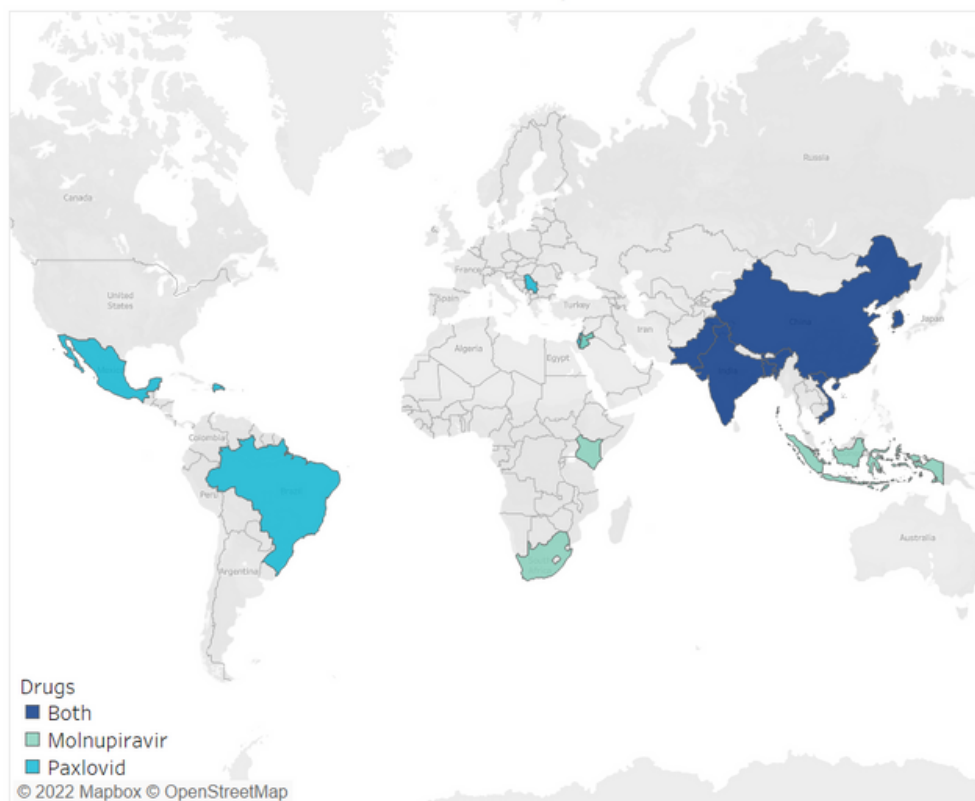 Russia
Canada
France
United
States
Spain
Turkey
Japan
Iran
China
Algeria
Egypt
Mexico
India
Colombia
Peru
Brazil
Australia
Argentina
Drugs
Both
Molnupiravir
Paxlovid
© 2022 Mapbox © OpenStreetMap